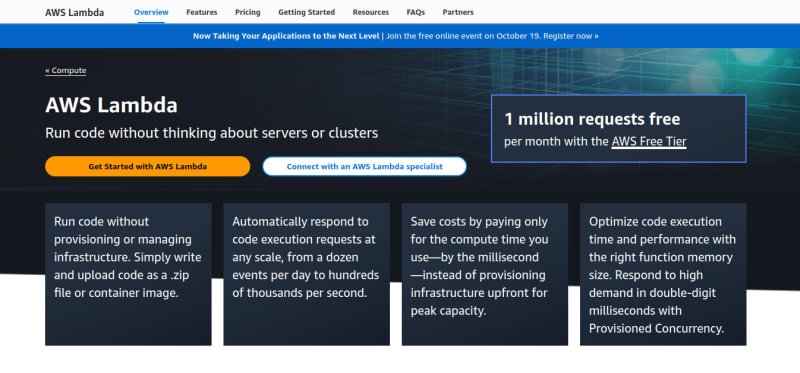 AWS Lambda
Overview
Features
Pricing
Getting Started
Resources
FAQs
Partners
Now Taking Your Applications to the Next Level | Join the free online event on October 19. Register now »
« Compute
AWS Lambda
Run code without thinking about servers or clusters
Get Started with AWS Lambda
Connect with an AWS Lambda specialist
1 million requests free
per month with the AWS Free Tier
Run code without
provisioning or managing
infrastructure. Simply write
and upload code as a .zip
file or container image.
Automatically respond to
code execution requests at
any scale, from a dozen
events per day to hundreds
of thousands per second.
Save costs by paying only
for the compute time you
use—by the millisecond
—instead of provisioning
infrastructure upfront for
peak capacity.
Optimize code execution
time and performance with
the right function memory
size. Respond to high
demand in double-digit
milliseconds with
Provisioned Concurrency.